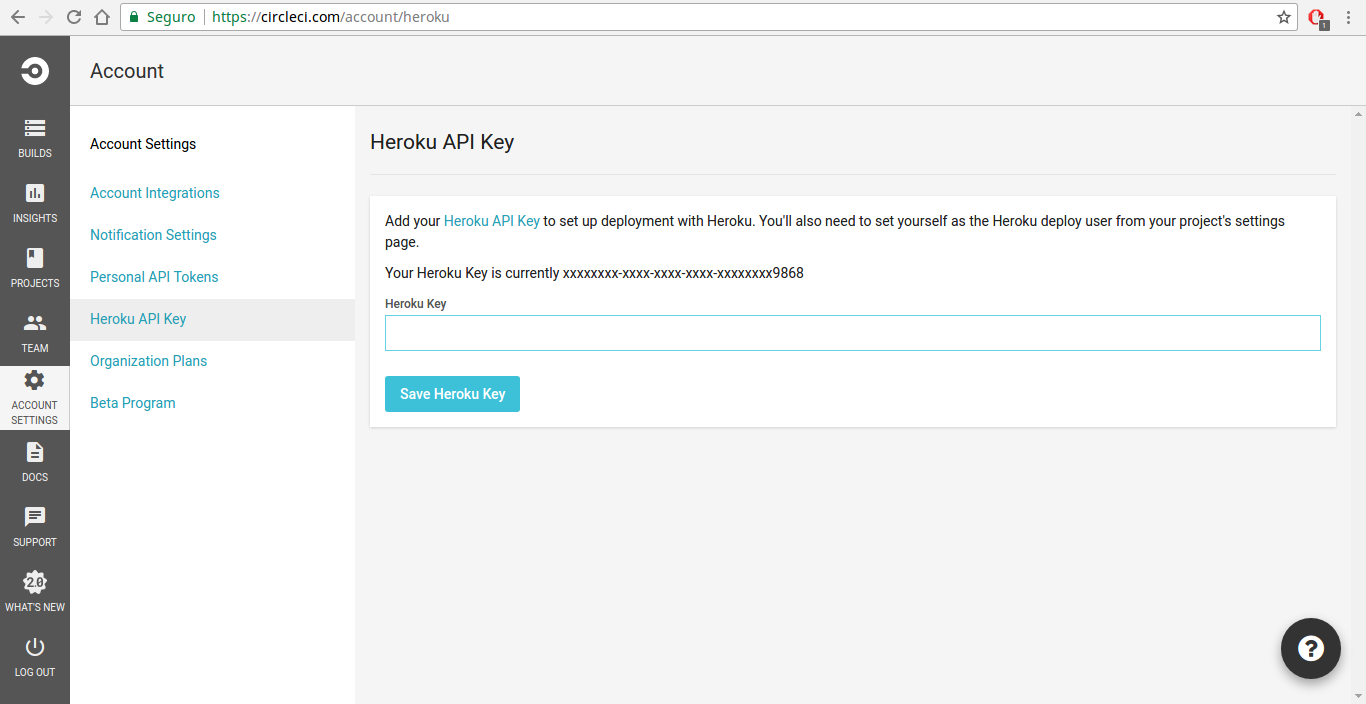 Seguro https://circleci.com/account/heroku
1
Account
BUILDS
INSIGHTS
PROJECTS
TEAM
ACCOUNT
SETTINGS
DOCS
SUPPORT
2.0
WHAT'S NEW
LOG OUT
Account Settings
Account Integrations
Notification Settings
Personal API Tokens
Heroku API Key
Organization Plans
Beta Program
Heroku API Key
Add your Heroku API Key to set up deployment with Heroku. You'll also need to set yourself as the Heroku deploy user from your project's settings
page.
Your Heroku Key is currently xxxxxxxx-xxxx-xxxx-xxxx-xxxxxxxx9868
Heroku Key
Save Heroku Key
?